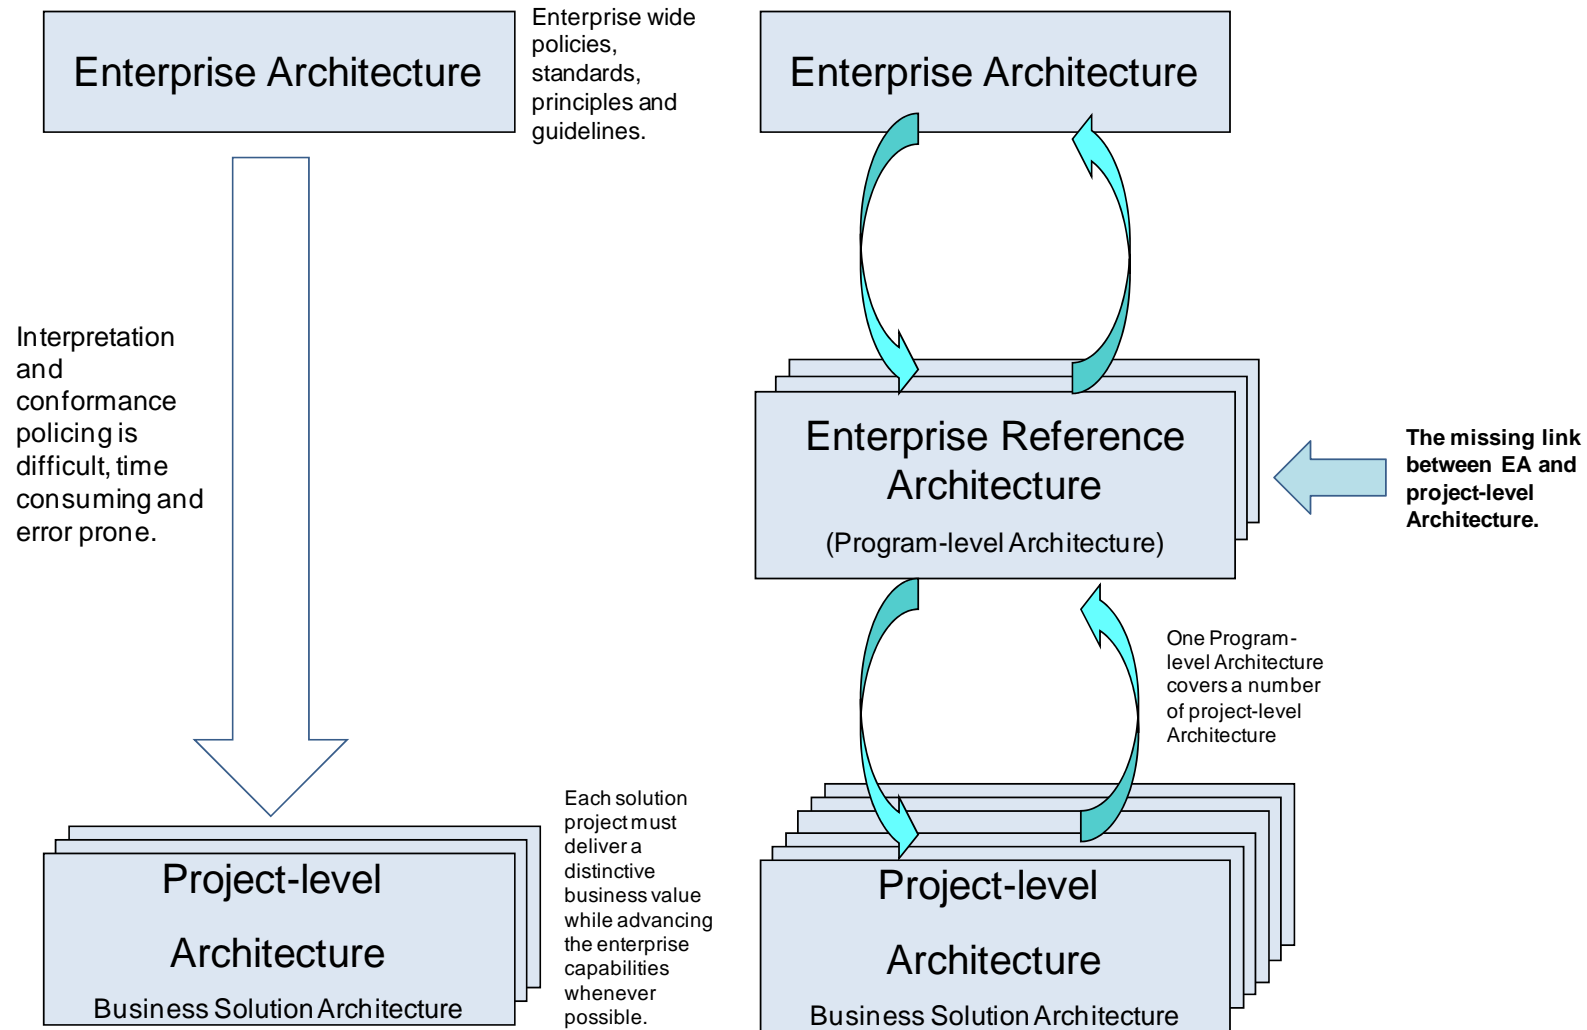 Enterprise Architecture
Enterprise wide
policies,
standards,
principles and
guidelines.
Interpretation
and
conformance
policing is
difficult, time
consuming and
error prone.
Project-level
Architecture
Business Solution Architecture
Each solution
project must
deliver a
distinctive
business value
while advancing
the enterprise
capabilities
whenever
possible.
Enterprise Architecture
Enterprise Reference
Architecture
(Program-level Architecture)
The missing link
between EA and
project-level
Architecture.
One Program-
level Architecture
covers a number
of project-level
Architecture
Project-level
Architecture
Business Solution Architecture